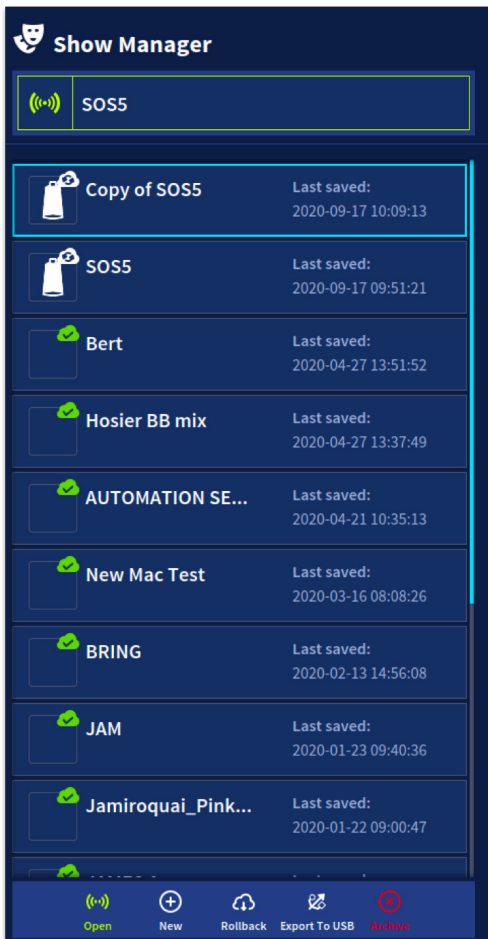 Show Manager
SOS5
Copy of SOS5
Last saved:
2020-09-17 10:09:13
SOS5
Last saved:
2020-09-17 09:51:21
Bert
Last saved:
2020-04-27 13:51:52
Hosier BB mix
Last saved:
2020-04-27 13:37:49
AUTOMATION SE...
Last saved:
2020-04-21 10:35:13
New Mac Test
Last saved:
2020-03-16 08:08:26
BRING
Last saved:
2020-02-13 14:56:08
JAM
Last saved:
2020-01-23 09:40:36
Jamiroquai_Pink...
Last saved:
2020-01-22 09:00:47
Open
New
Rollback
Export To USB
Archive